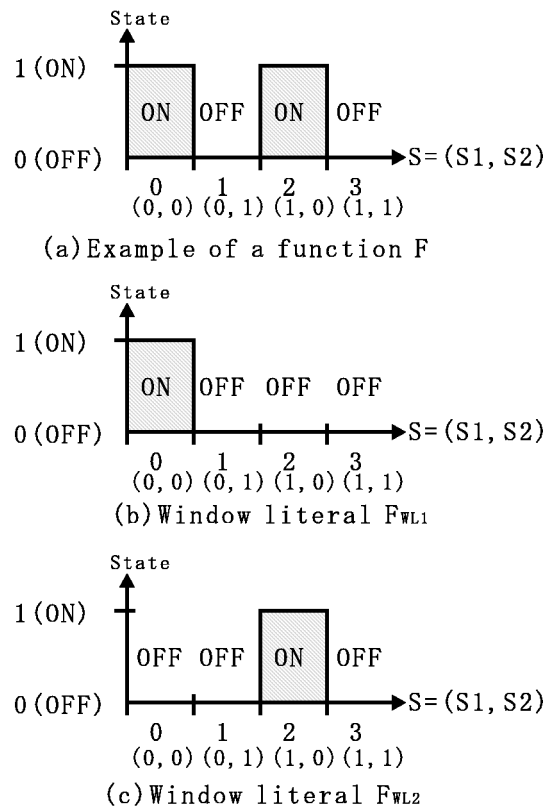 State
1(ON)
ON OFF ON OFF
0(OFF) S=(S1, S2)
0 1 2 3
(0, 0) (0, 1) (1, 0) (1, 1)
(a)Example of a function F
State
1(ON)
ON OFF OFF OFF
0(OFF) S=(S1, S2)
0 1 2 3
(0, 0) (0, 1) (1, 0) (1, 1)
(b)Window literal FWL1
State
1(ON)
OFF OFF ON OFF
0(OFF) S=(S1, S2)
0 1 2 3
(0, 0) (0, 1) (1, 0) (1, 1)
(c)Window literal FWL2